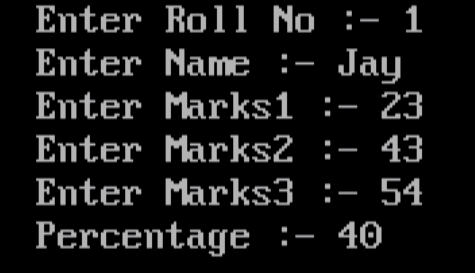 Enter Roll No :- 1
Enter Name :- Jay
Enter Marks1 :- 23
Enter Marks2 :- 43
Enter Marks3 :- 54
Percentage :- 40